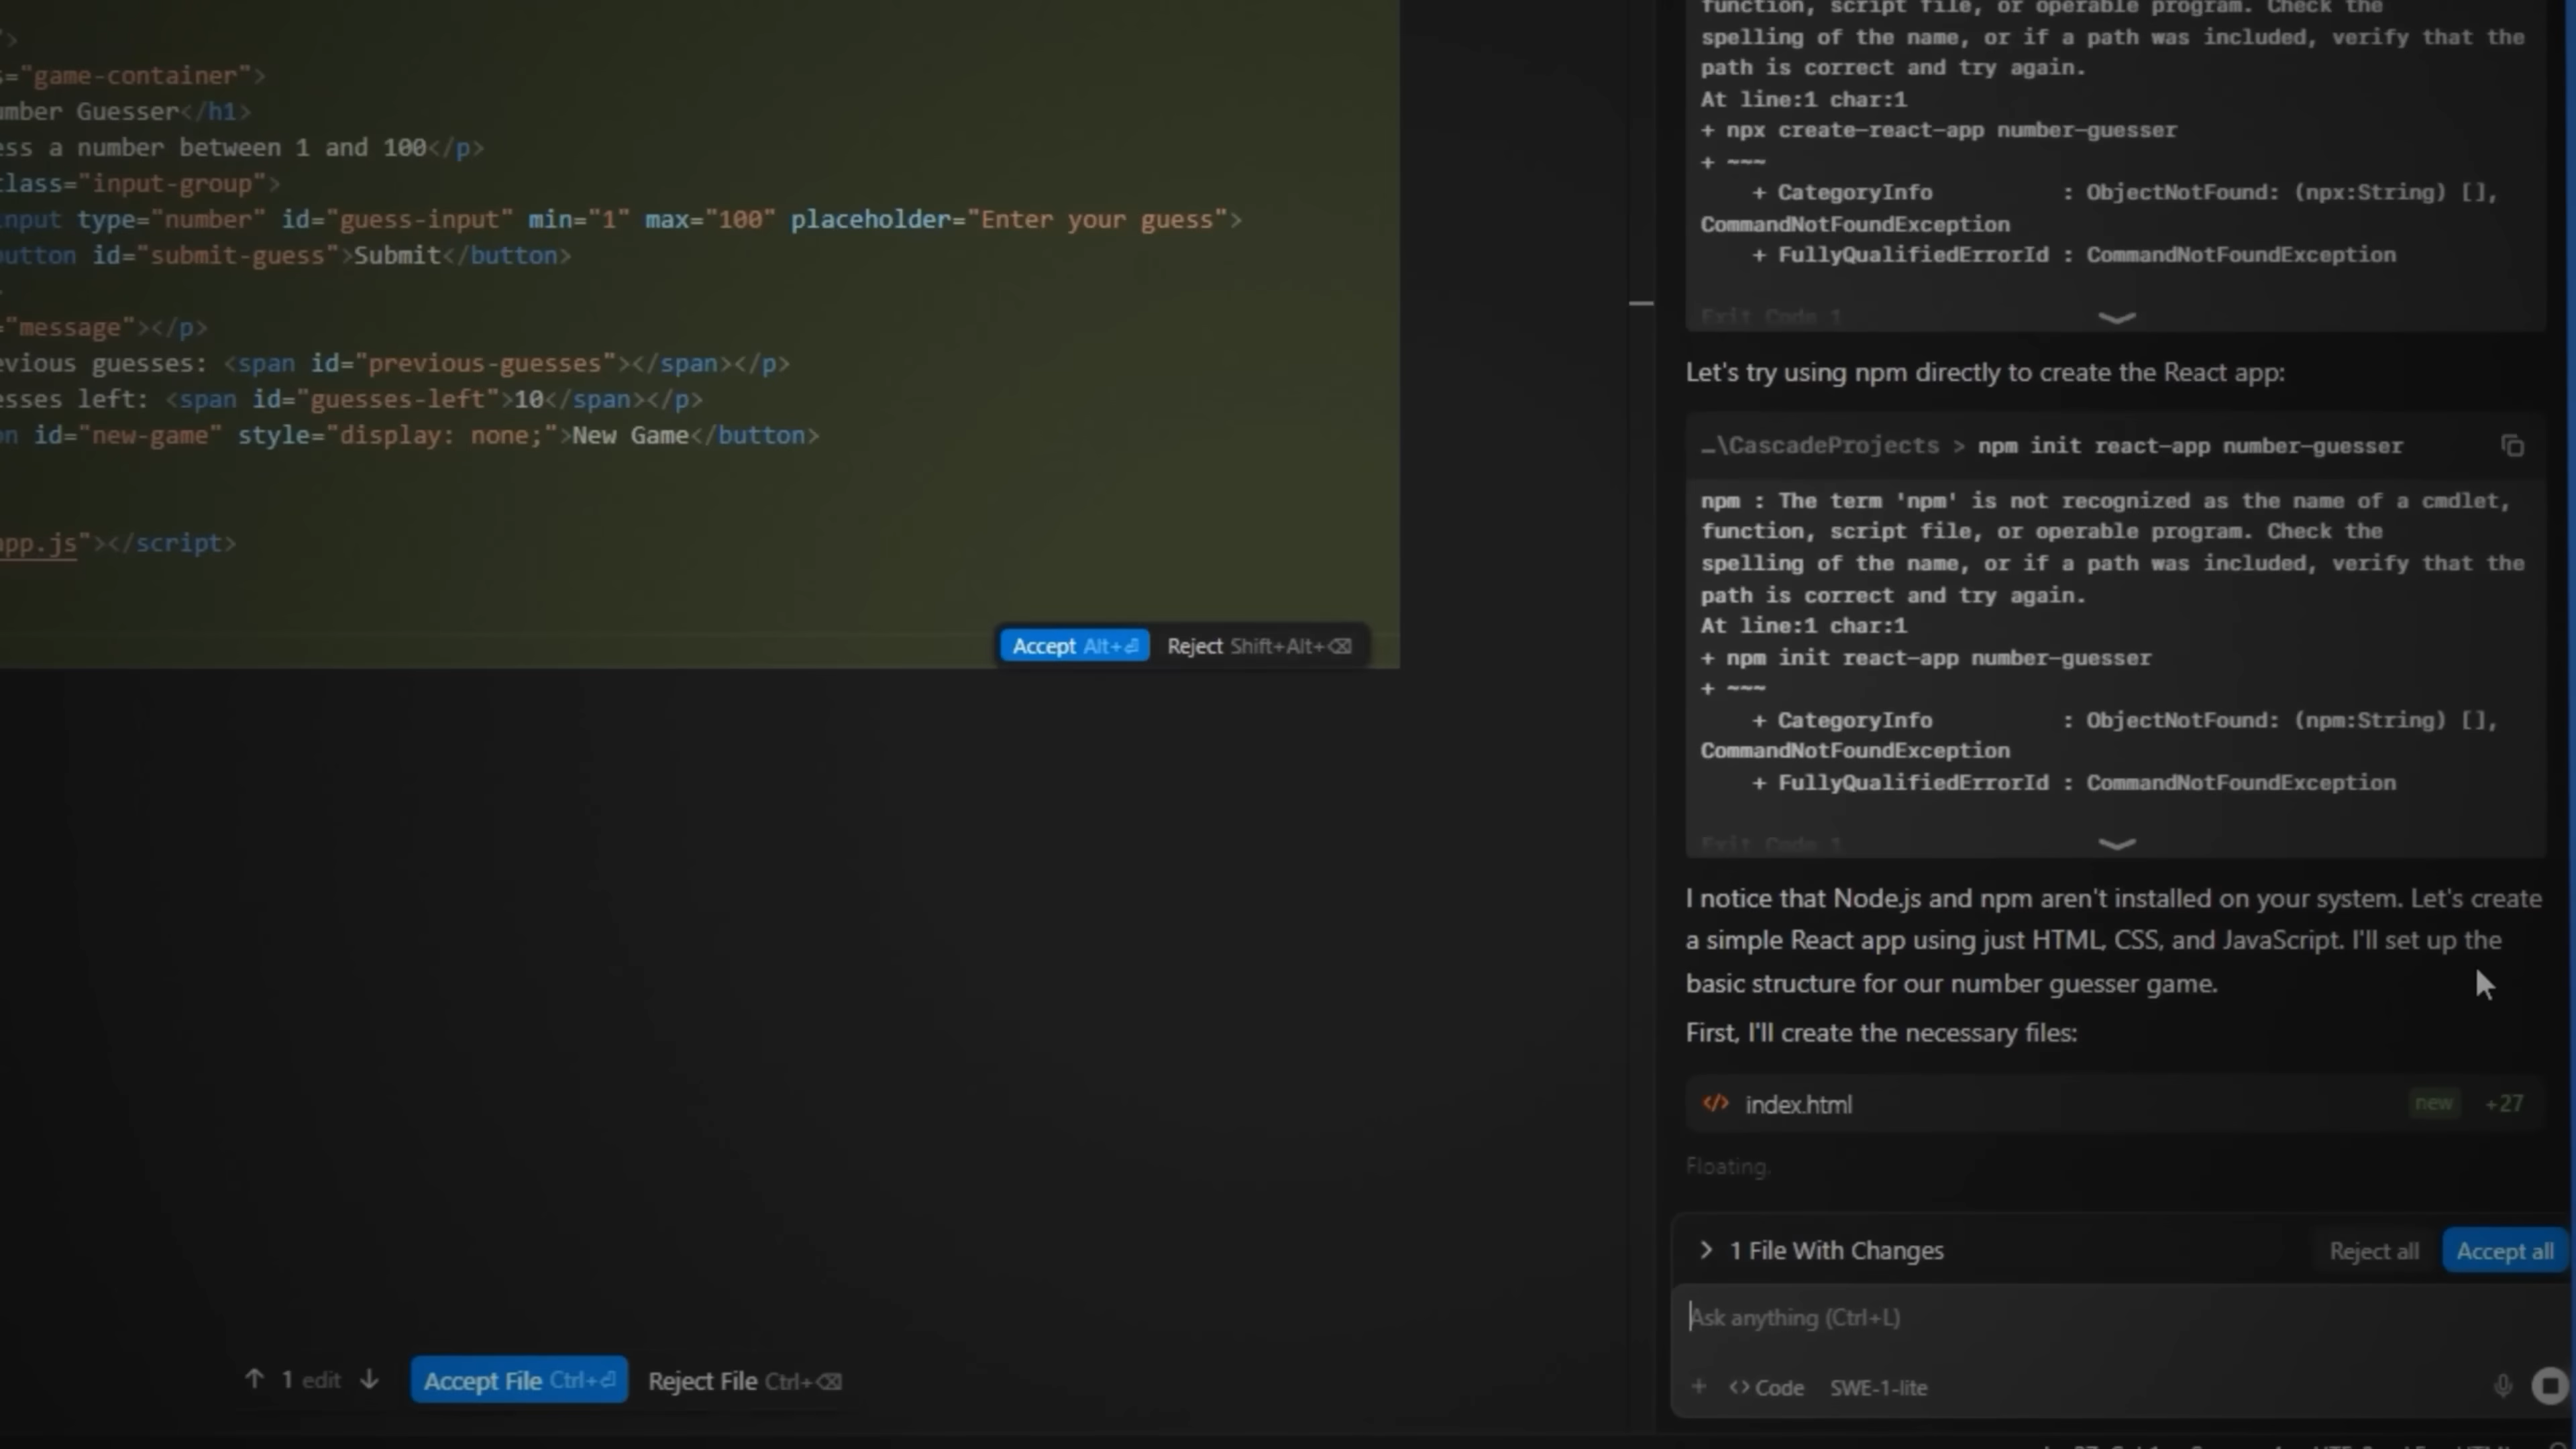 ">
s="game-container">
umber Guesser</h1>
ess a number between 1 and 100</p>
class="input-group">
input type="number" id="guess-input" min="1" max="100" placeholder="Enter your guess">
button id="submit-guess">Submit</button>
>
="message"></p>
evious guesses: <span id="previous-guesses"></span></p>
esses left: <span id="guesses-left">10</span></p>
on id="new-game" style="display: none;">New Game</button>
app.js"></script>
Accept Alt+⏎ Reject Shift+Alt+⌫
↑ 1 edit ↓ Accept File Ctrl+⏎ Reject File Ctrl+⌫
function, script file, or operable program. Check the
spelling of the name, or if a path was included, verify that the
path is correct and try again.
At line:1 char:1
+ npx create-react-app number-guesser
+ ~~~
+ CategoryInfo : ObjectNotFound: (npx:String) [],
CommandNotFoundException
+ FullyQualifiedErrorId : CommandNotFoundException
Exit Code 1
Let's try using npm directly to create the React app:
…\CascadeProjects > npm init react-app number-guesser
npm : The term 'npm' is not recognized as the name of a cmdlet,
function, script file, or operable program. Check the
spelling of the name, or if a path was included, verify that the
path is correct and try again.
At line:1 char:1
+ npm init react-app number-guesser
+ ~~~
+ CategoryInfo : ObjectNotFound: (npm:String) [],
CommandNotFoundException
+ FullyQualifiedErrorId : CommandNotFoundException
Exit Code 1
I notice that Node.js and npm aren't installed on your system. Let's create
a simple React app using just HTML, CSS, and JavaScript. I'll set up the
basic structure for our number guesser game.
First, I'll create the necessary files:
</> index.html new +27
Floating.
> 1 File With Changes Reject all Accept all
Ask anything (Ctrl+L)
+ <> Code SWE-1-lite